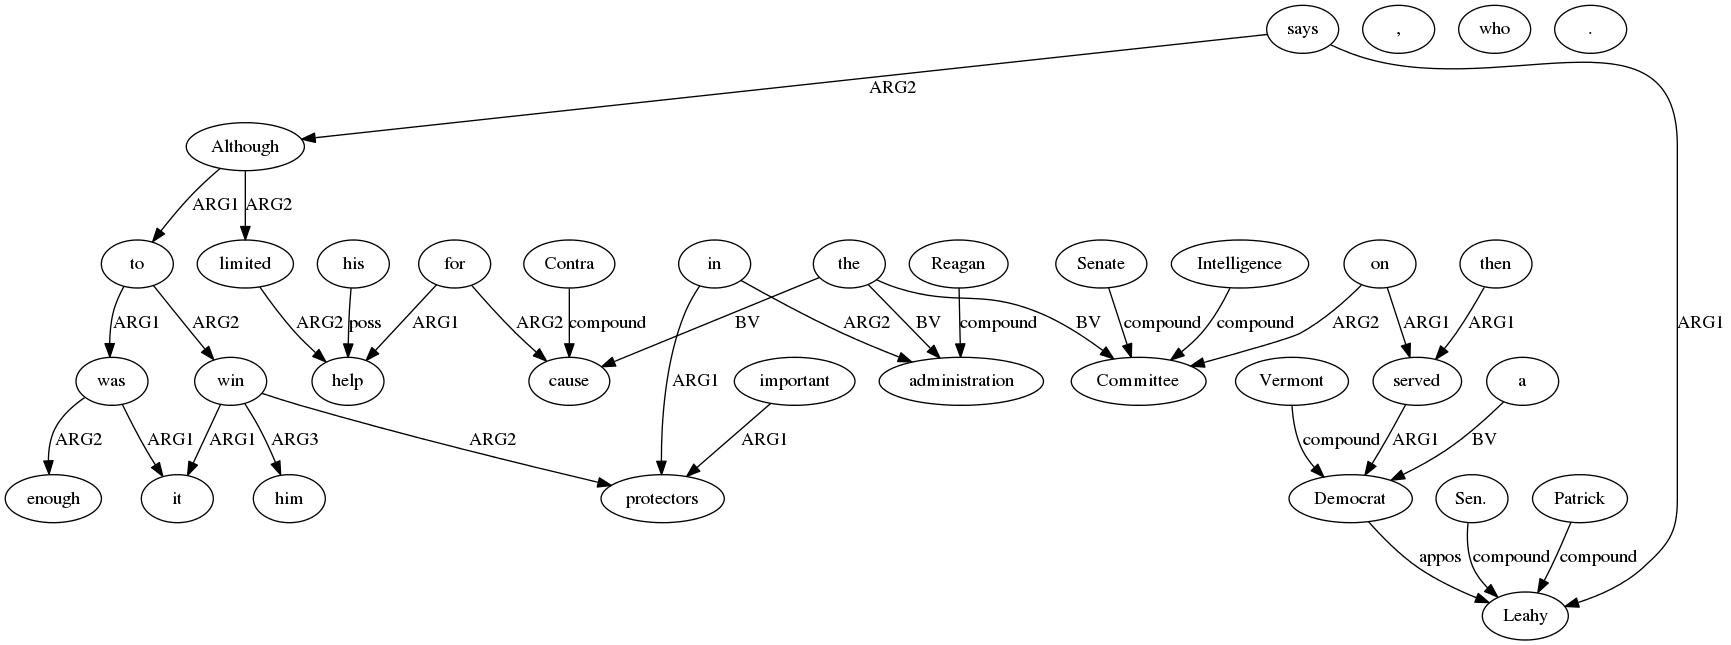 says , who .
ARG2
Although
ARG1 ARG2
to limited his for Contra in the Reagan Senate Intelligence on then
ARG1 ARG2 ARG2 poss ARG1 ARG2 compound BV ARG2 BV compound BV compound compound ARG2 ARG1 ARG1 ARG1
was win help cause ARG1 important administration Committee Vermont served a
ARG2 ARG1 ARG1 ARG3 ARG2 ARG1 compound ARG1 BV
enough it him protectors Democrat Sen. Patrick
appos compound compound
Leahy